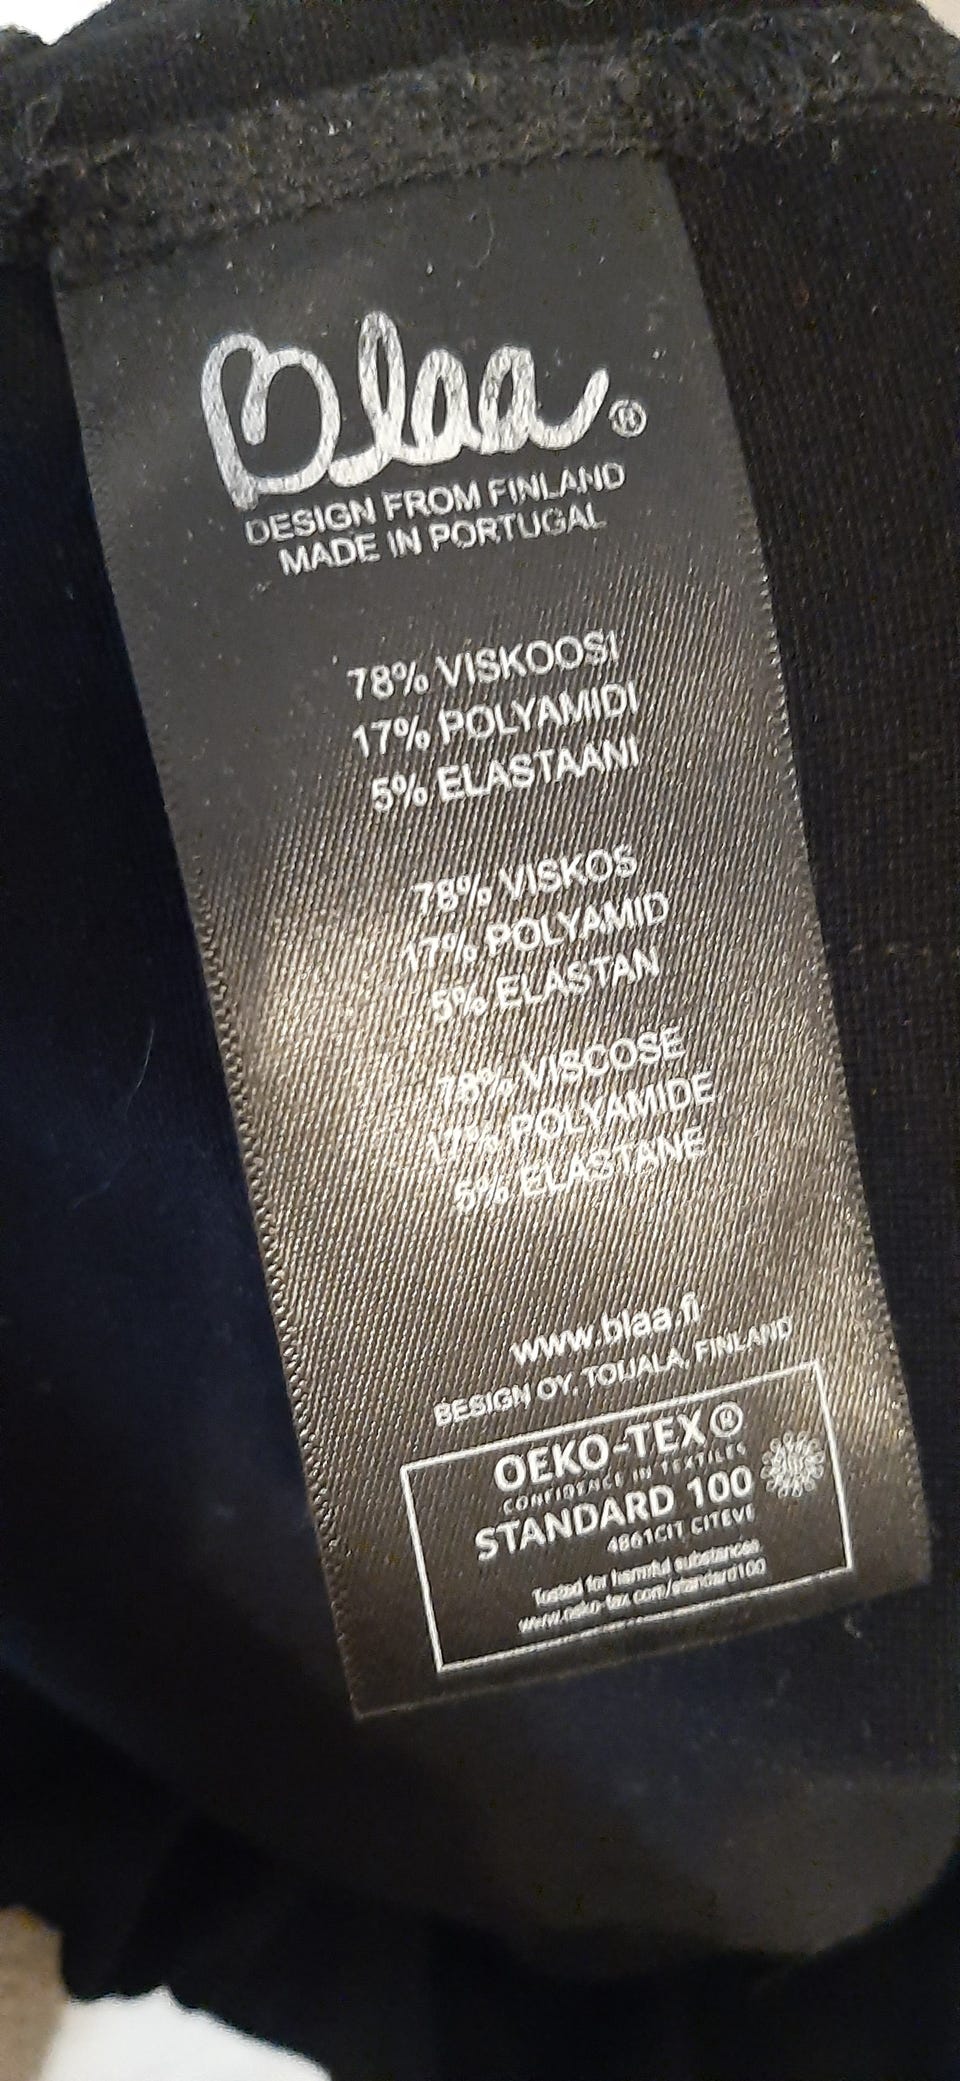 Blaa®
DESIGN FROM FINLAND
MADE IN PORTUGAL
78% VISKOOSI
17% POLYAMIDI
5% ELASTAANI
78% VISKOS
17% POLYAMID
5% ELASTAN
78% VISCOSE
17% POLYAMIDE
5% ELASTANE
www.blaa.fi
BESIGN OY, TOIJALA, FINLAND
OEKO-TEX®
CONFIDENCE IN TEXTILES
STANDARD 100
4861CIT CITEVE
Tested for harmful substances.
www.oeko-tex.com/standard100